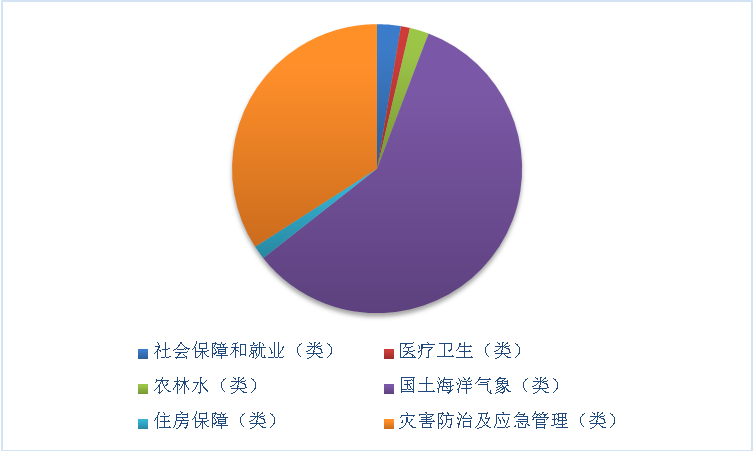 社会保障和就业（类） 医疗卫生（类）
农林水（类） 国土海洋气象（类）
住房保障（类） 灾害防治及应急管理（类）